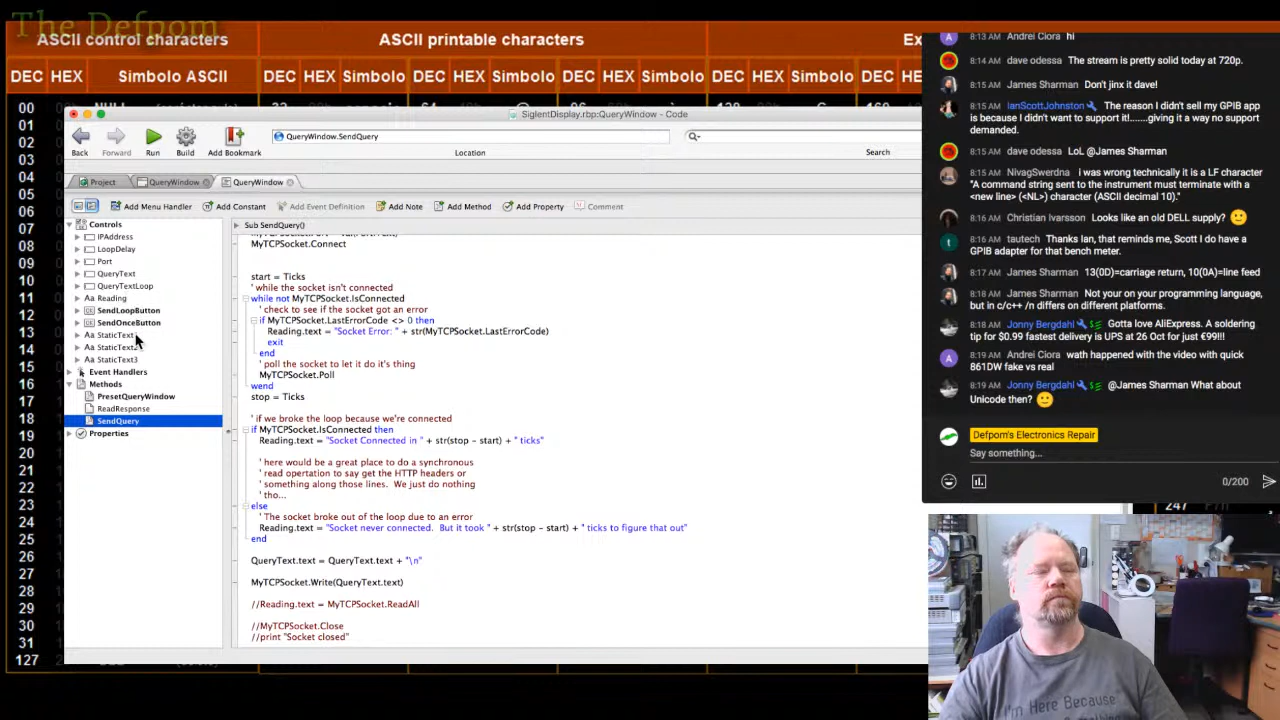 The Defpom
ASCII control characters
ASCII printable characters
Ex
DEC HEX Simbolo ASCII
DEC HEX Simbolo DEC HEX Simbolo DEC HEX Simbolo
DEC HEX Simbolo DEC
00
01
02
03
04
05
06
07
08
09
10
11
12
13
14
15
16
17
18
19
20
21
22
23
24
25
26
27
28
29
30
31
127
SiglentDisplay.rbp:QueryWindow - Code
Back
Forward
Run
Build
Add Bookmark
QueryWindow.SendQuery
Location
Search
Project
QueryWindow
QueryWindow
Add Menu Handler
Add Constant
Add Event Definition
Add Note
Add Method
Add Property
Comment
Controls
IPAddress
LoopDelay
Port
QueryText
QueryTextLoop
Aa Reading
SendLoopButton
SendOnceButton
Aa StaticText
Aa StaticText2
Aa StaticText3
Event Handlers
Methods
PresetQueryWindow
ReadResponse
SendQuery
Properties
Sub SendQuery()
MyTCPSocket.Connect
start = Ticks
' while the socket isn't connected
while not MyTCPSocket.IsConnected
' check to see if the socket got an error
if MyTCPSocket.LastErrorCode <> 0 then
Reading.text = "Socket Error: " + str(MyTCPSocket.LastErrorCode)
exit
end
' poll the socket to let it do it's thing
MyTCPSocket.Poll
wend
stop = Ticks
' if we broke the loop because we're connected
if MyTCPSocket.IsConnected then
Reading.text = "Socket Connected in " + str(stop - start) + " ticks"
' here would be a great place to do a synchronous
' read opertation to say get the HTTP headers or
' something along those lines.  We just do nothing
' tho...
else
' The socket broke out of the loop due to an error
Reading.text = "Socket never connected.  But it took " + str(stop - start) + " ticks to figure that out"
end
QueryText.text = QueryText.text + "\n"
MyTCPSocket.Write(QueryText.text)
//Reading.text = MyTCPSocket.ReadAll
//MyTCPSocket.Close
//print "Socket closed"
8:13 AM Andrei Ciora hi
8:14 AM dave odessa The stream is pretty solid today at 720p.
8:15 AM James Sharman Don't jinx it dave!
8:15 AM IanScottJohnston The reason I didn't sell my GPIB app
is because I didn't want to support it!.......giving it a way no support
demanded.
8:15 AM dave odessa LoL @James Sharman
8:15 AM NivagSwerdna i was wrong technically it is a LF character
"A command string sent to the instrument must terminate with a
<new line> (<NL>) character (ASCII decimal 10)."
8:16 AM Christian Ivarsson Looks like an old DELL supply? 🙂
8:16 AM tautech Thanks Ian, that reminds me, Scott I do have a
GPIB adapter for that bench meter.
8:17 AM James Sharman 13(0D)=carriage return, 10(0A)=line feed
8:18 AM James Sharman Not your on your programming language,
but in c/c++ /n differs on different platforms.
8:18 AM Jonny Bergdahl Gotta love AliExpress. A soldering
tip for $0.99 fastest delivery is UPS at 26 Oct for just €99!!!
8:19 AM Andrei Ciora wath happened with the video with quick
861DW fake vs real
8:19 AM Jonny Bergdahl @James Sharman What about
Unicode then? 🙂
Defpom's Electronics Repair
Say something...
0/200
247
I'm Here Because